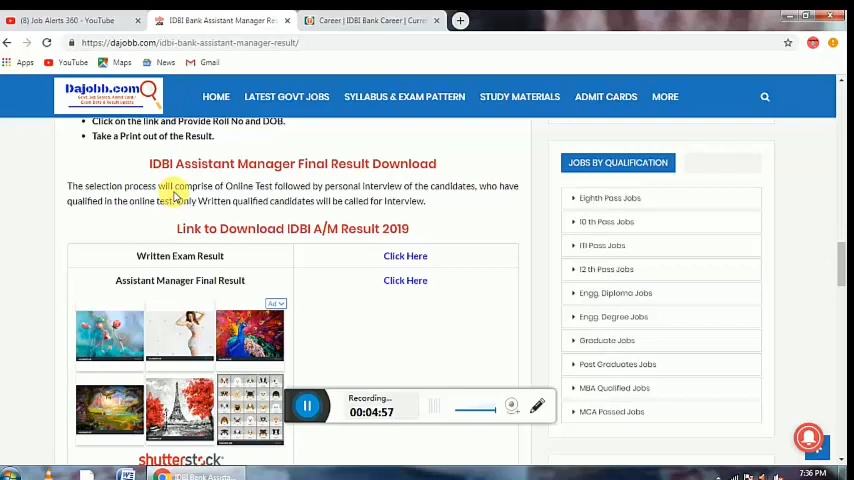 (8) Job Alerts 360 - YouTube
IDBI Bank Assistant Manager Res
Career | IDBI Bank Career | Curre
https://dajobb.com/idbi-bank-assistant-manager-result/
Apps
YouTube
Maps
News
Gmail
Dajobb.com
HOME
LATEST GOVT JOBS
SYLLABUS & EXAM PATTERN
STUDY MATERIALS
ADMIT CARDS
MORE
Click on the link and Provide Roll No and DOB.
Take a Print out of the Result.
IDBI Assistant Manager Final Result Download
The selection process will comprise of Online Test followed by personal interview of the candidates, who have
qualified in the online test. Only Written qualified candidates will be called for Interview.
Link to Download IDBI A/M Result 2019
Written Exam Result Click Here
Assistant Manager Final Result Click Here
Ad
shutterstock
Recording...
00:04:57
JOBS BY QUALIFICATION
Eighth Pass Jobs
10 th Pass Jobs
ITI Pass Jobs
12 th Pass Jobs
Engg. Diploma Jobs
Engg. Degree Jobs
Graduate Jobs
Post Graduates Jobs
MBA Qualified Jobs
MCA Passed Jobs
IDBI Bank Assist...
7:36 PM